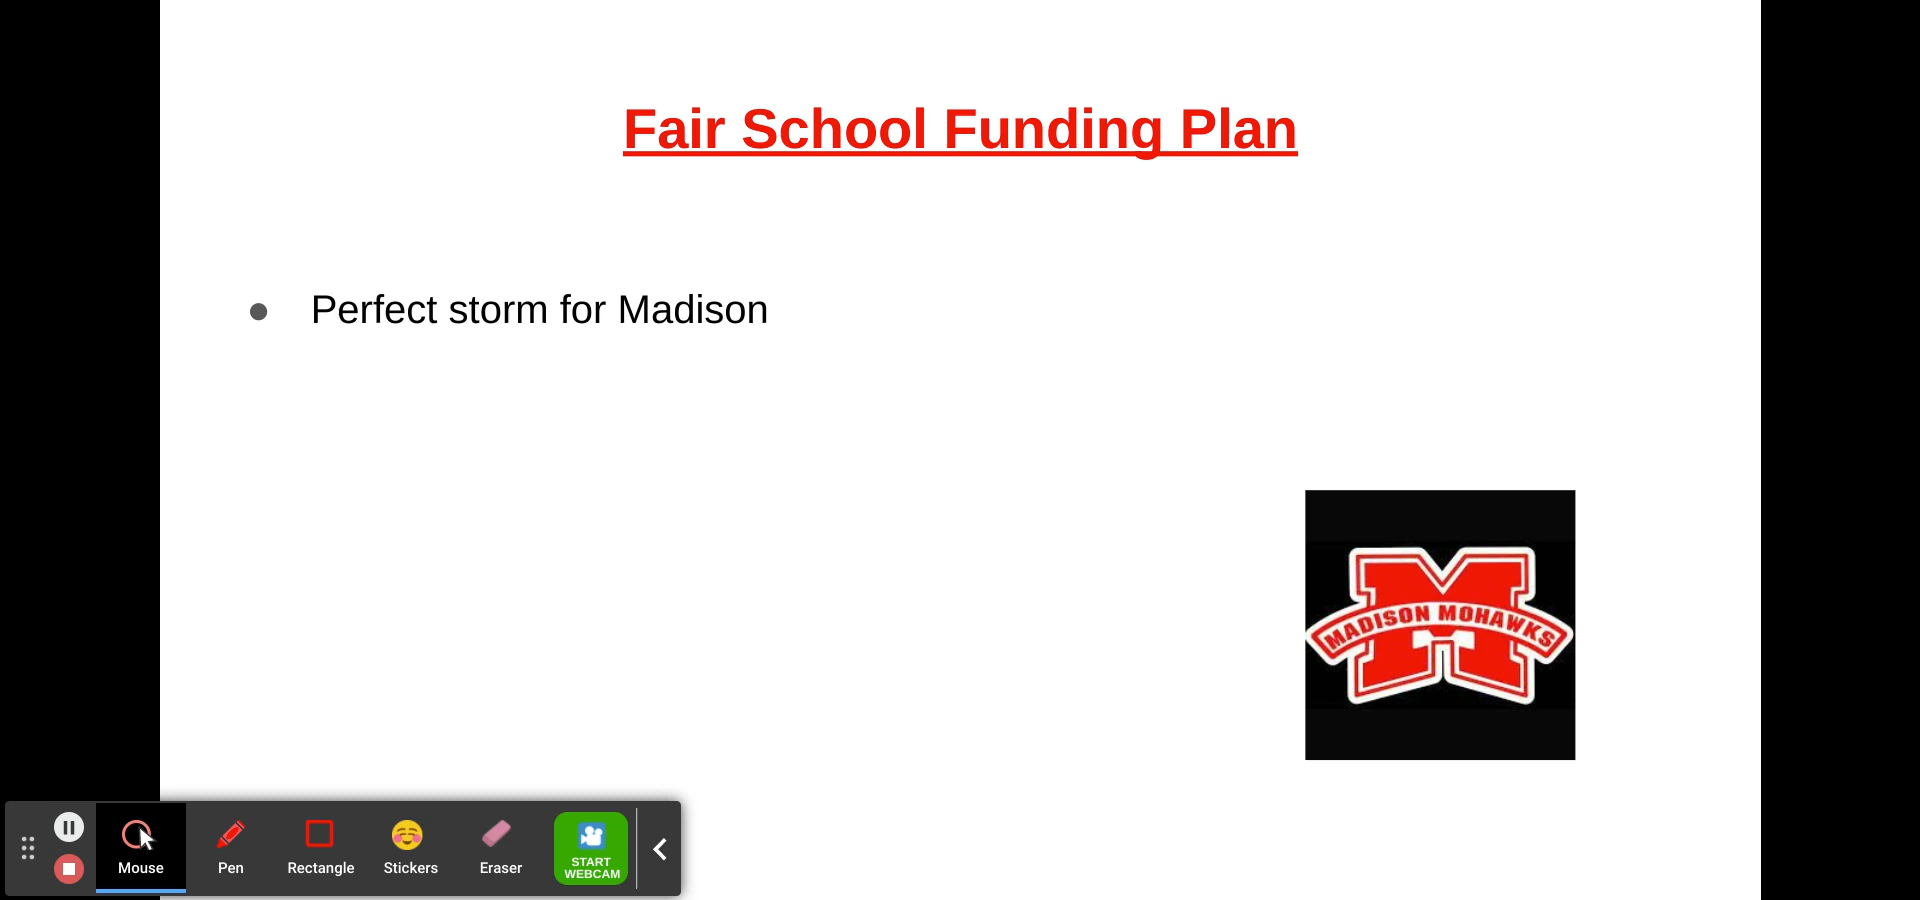 Fair School Funding Plan
● Perfect storm for Madison
MADISON MOHAWKS
Mouse
Pen
Rectangle
Stickers
Eraser
START
WEBCAM